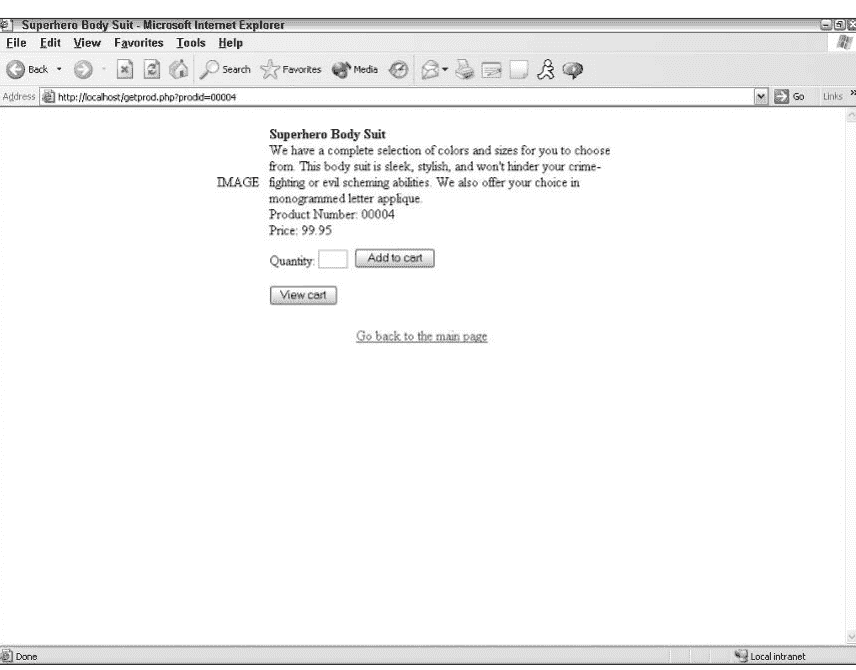 Superhero Body Suit - Microsoft Internet Explorer
File Edit View Favorites Tools Help
Back Search Favorites Media
Address http://localhost/getprod.php?prodid=00004 Go Links »
Superhero Body Suit
We have a complete selection of colors and sizes for you to choose
from. This body suit is sleek, stylish, and won't hinder your crime-
IMAGE fighting or evil scheming abilities. We also offer your choice in
monogrammed letter applique.
Product Number: 00004
Price: 99.95
Quantity: Add to cart
View cart
Go back to the main page
Done Local intranet